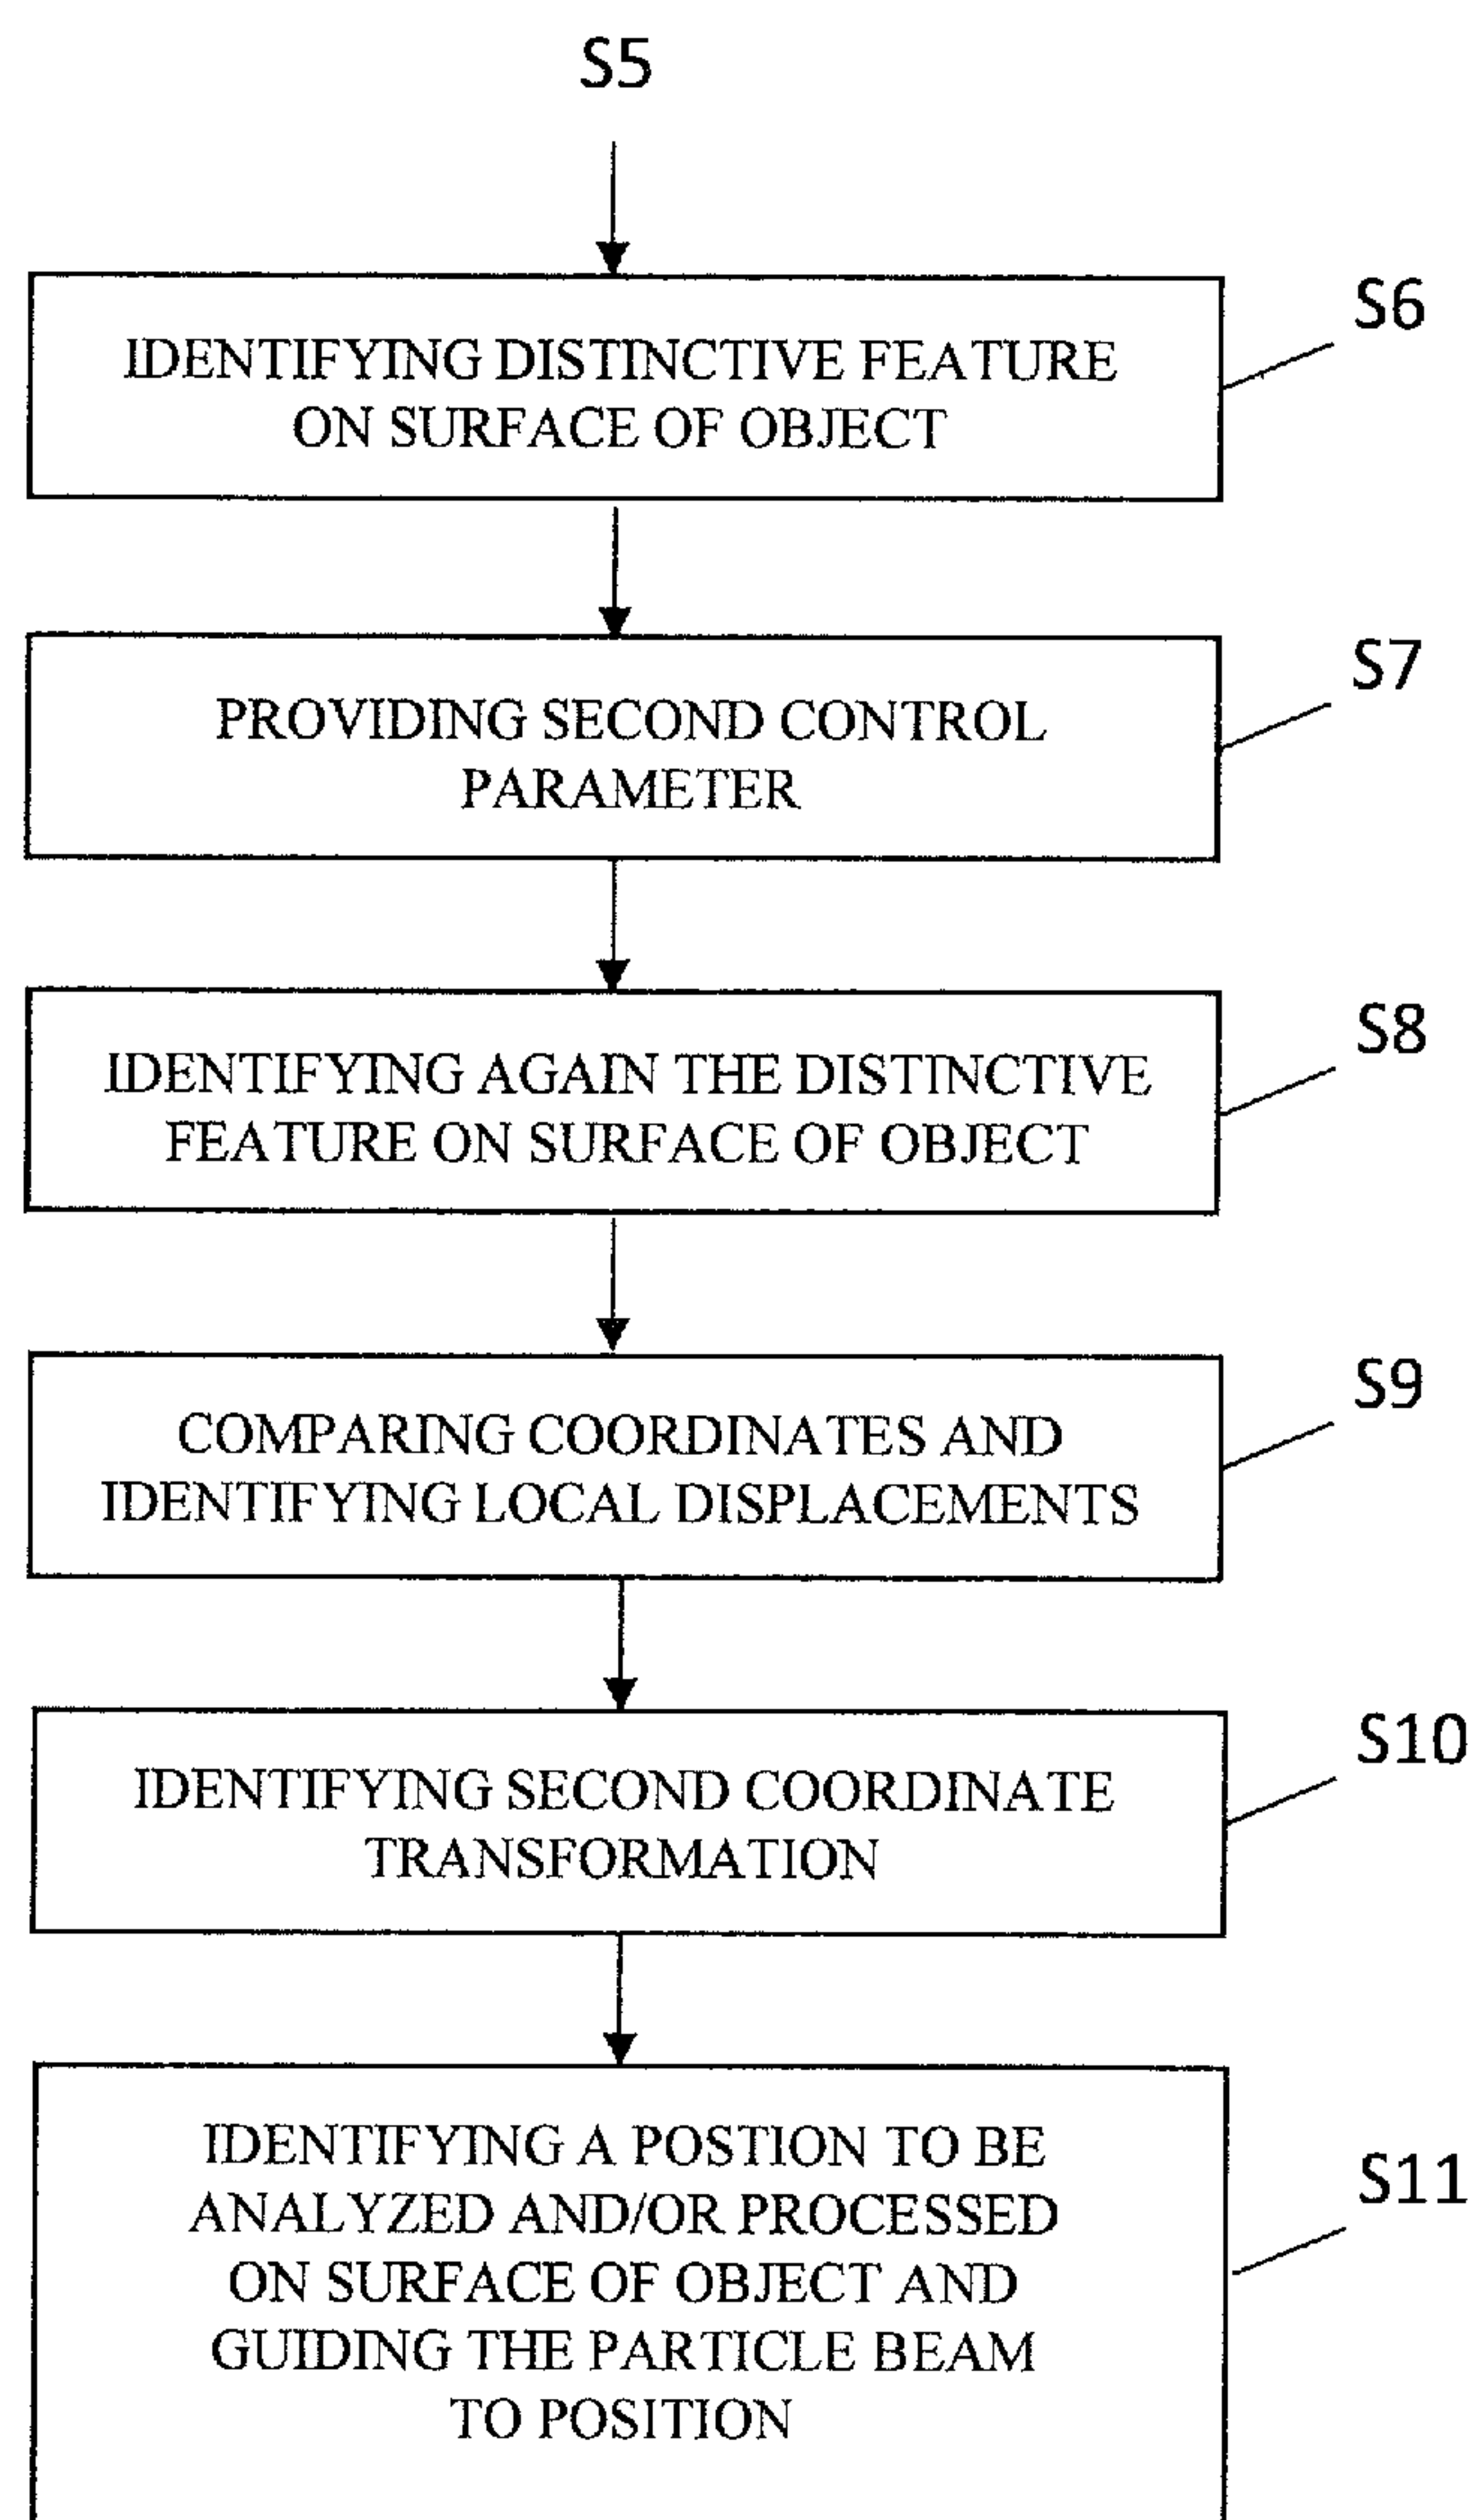 S5
S6
IDENTIFYING DISTINCTIVE FEATURE
ON SURFACE OF OBJECT
S7
PROVIDING SECOND CONTROL
PARAMETER
S8
IDENTIFYING AGAIN THE DISTINCTIVE
FEATURE ON SURFACE OF OBJECT
S9
COMPARING COORDINATES AND
IDENTIFYING LOCAL DISPLACEMENTS
S10
IDENTIFYING SECOND COORDINATE
TRANSFORMATION
S11
IDENTIFYING A POSTION TO BE
ANALYZED AND/OR PROCESSED
ON SURFACE OF OBJECT AND
GUIDING THE PARTICLE BEAM
TO POSITION